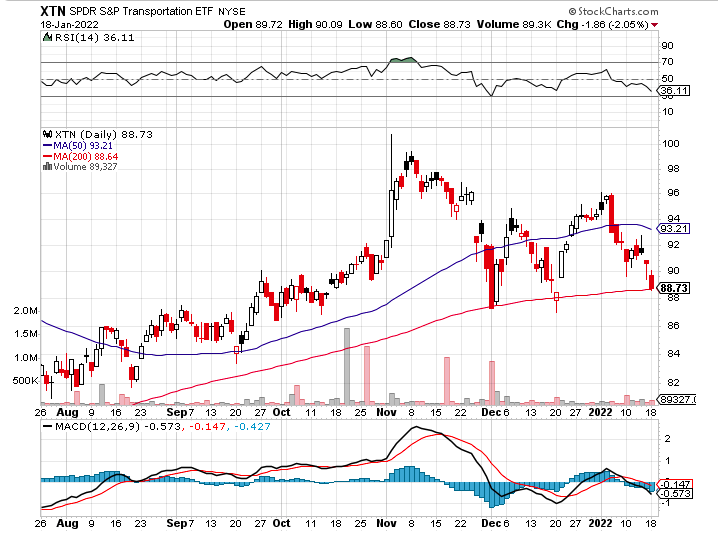 XTN SPDR S&P Transportation ETF NYSE © StockCharts.com
18-Jan-2022 Open 89.72 High 90.09 Low 88.60 Close 88.73 Volume 89.3K Chg -1.86 (-2.05%)
RSI(14) 36.11
90
70
50
36.11
30
10
XTN (Daily) 88.73
MA(50) 93.21
MA(200) 88.64
Volume 89,327
100
98
96
94
93.21
92
90
88.73
88
86
84
82
2.0M
1.5M
1.0M
500K
89327.0
26 Aug 9 16 23 Sep 7 13 20 27 Oct 11 18 25 Nov 8 15 22 Dec 6 13 20 27 2022 10 18
MACD(12,26,9) -0.573, -0.147, -0.427
2
1
-0.147
-0.573
-1
26 Aug 9 16 23 Sep 7 13 20 27 Oct 11 18 25 Nov 8 15 22 Dec 6 13 20 27 2022 10 18